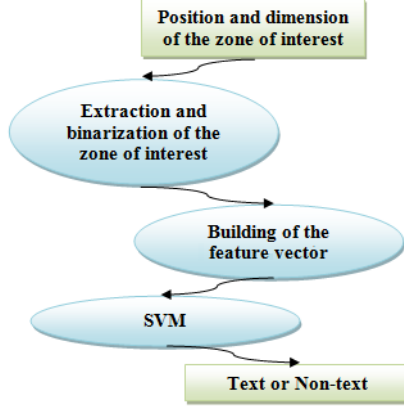 Position and dimension
of the zone of interest
Extraction and
binarization of the
zone of interest
Building of the
feature vector
SVM
Text or Non-text